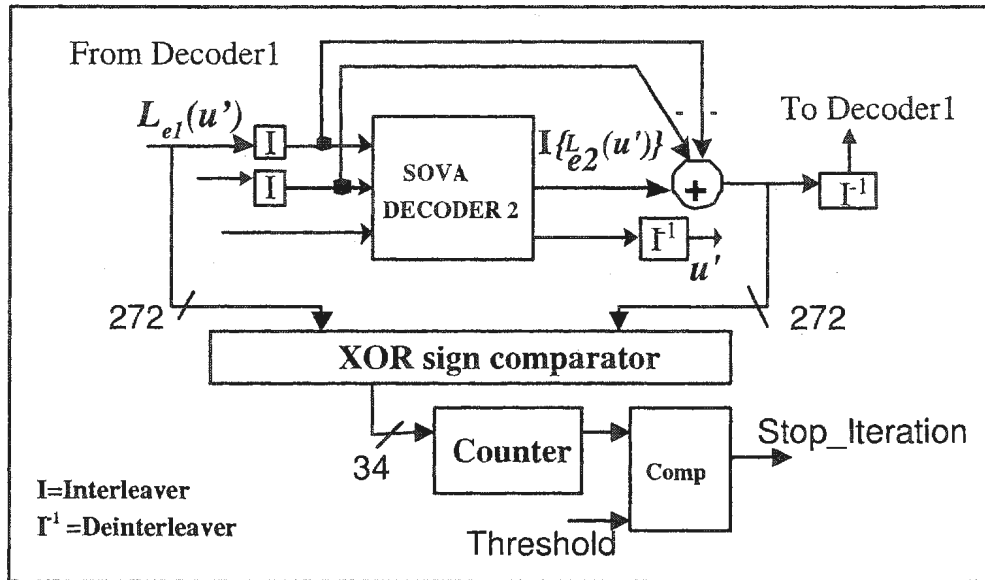 From Decoder1
To Decoder1
L_e1(u')
I
I
SOVA
DECODER 2
I{L_e2(u')}
- -
+
I⁻¹
I⁻¹
u'
272
272
XOR sign comparator
34
Counter
Comp
Stop_Iteration
Threshold
I=Interleaver
I⁻¹ =Deinterleaver